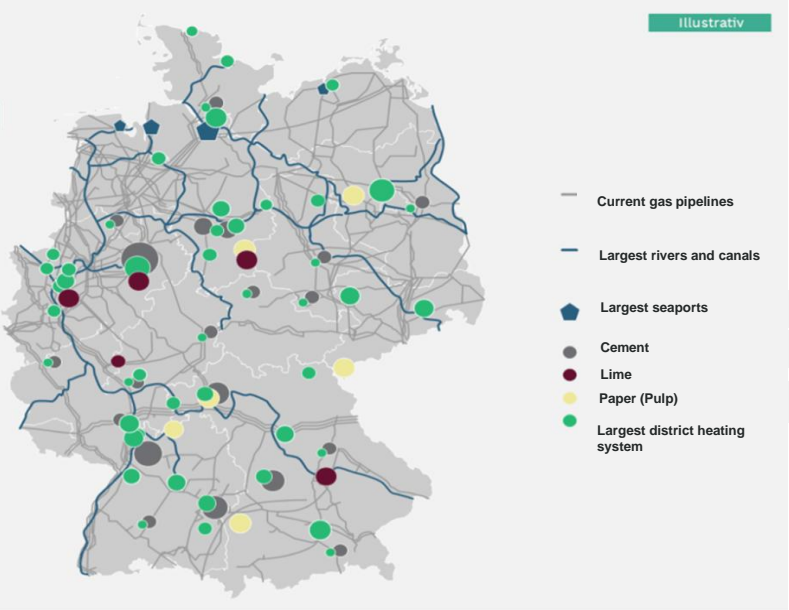 Illustrativ
Current gas pipelines
Largest rivers and canals
Largest seaports
Cement
Lime
Paper (Pulp)
Largest district heating
system